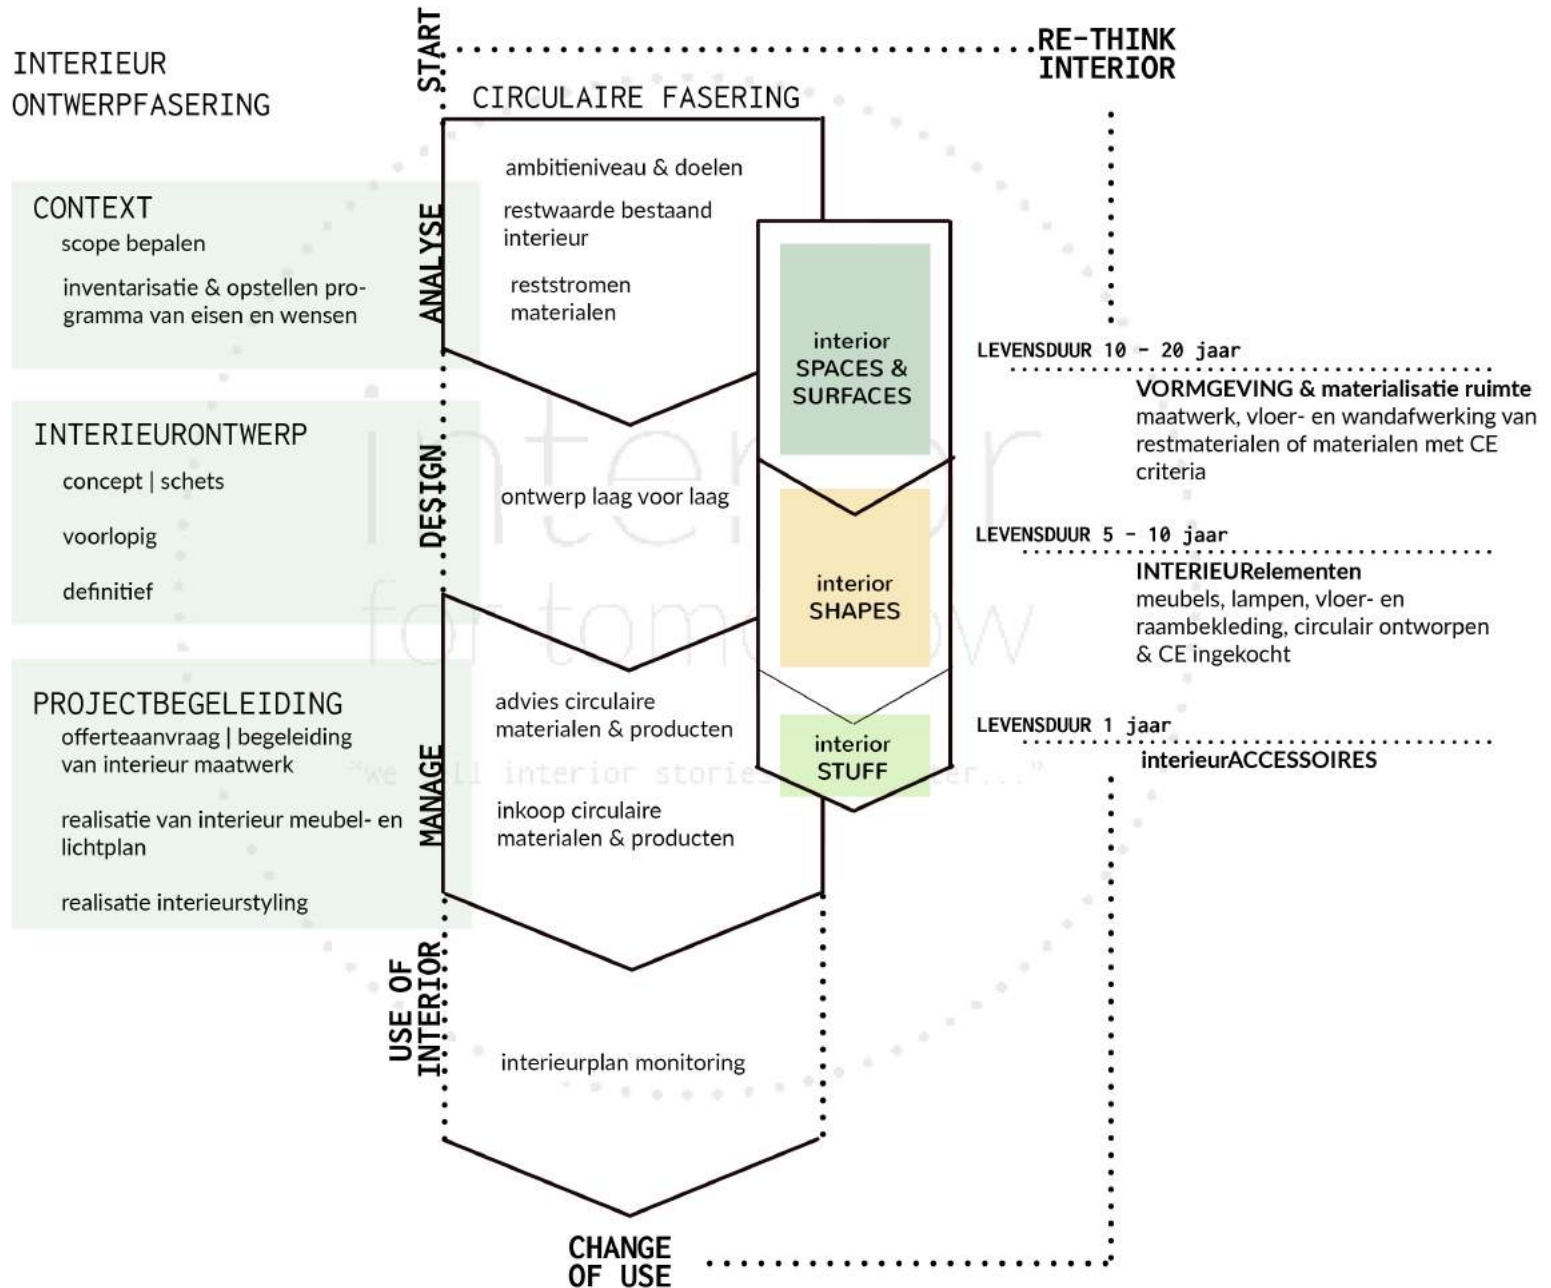 INTERIEUR
ONTWERPFASERING
START
RE-THINK
INTERIOR
CIRCULAIRE FASERING
CONTEXT
scope bepalen
inventarisatie & opstellen pro-
gramma van eisen en wensen
ANALYSE
ambitieniveau & doelen
restwaarde bestaand
interieur
reststromen
materialen
interior
SPACES &
SURFACES
LEVENSDUUR 10 - 20 jaar
VORMGEVING & materialisatie ruimte
maatwerk, vloer- en wandafwerking van
restmaterialen of materialen met CE
criteria
INTERIEURONTWERP
concept | schets
voorlopig
definitief
DESIGN
ontwerp laag voor laag
interior
SHAPES
LEVENSDUUR 5 - 10 jaar
INTERIEURelementen
meubels, lampen, vloer- en
raambekleding, circulair ontworpen
& CE ingekocht
PROJECTBEGELEIDING
offerteaanvraag | begeleiding
van interieur maatwerk
realisatie van interieur meubel- en
lichtplan
realisatie interieurstyling
MANAGE
advies circulaire
materialen & producten
inkoop circulaire
materialen & producten
interior
STUFF
LEVENSDUUR 1 jaar
interieurACCESSOIRES
USE OF
INTERIOR
interieurplan monitoring
CHANGE
OF USE
interior
for tomorrow
interior stories